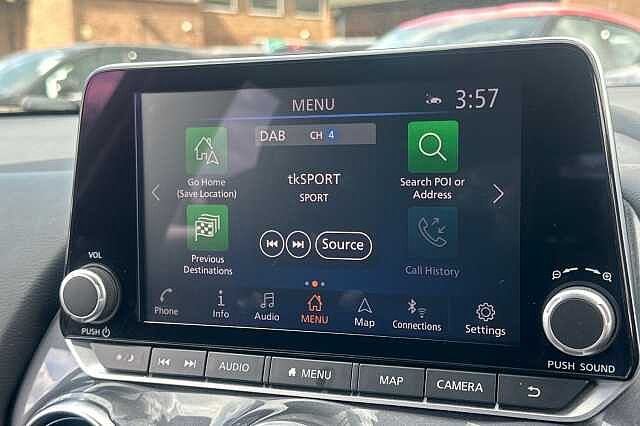 MENU
3:57
DAB CH 4
Go Home
(Save Location)
tkSPORT
SPORT
Search POI or
Address
Previous
Destinations
Source
Call History
Phone
Info
Audio
MENU
Map
Connections
Settings
VOL
PUSH
PUSH SOUND
AUDIO
MENU
MAP
CAMERA